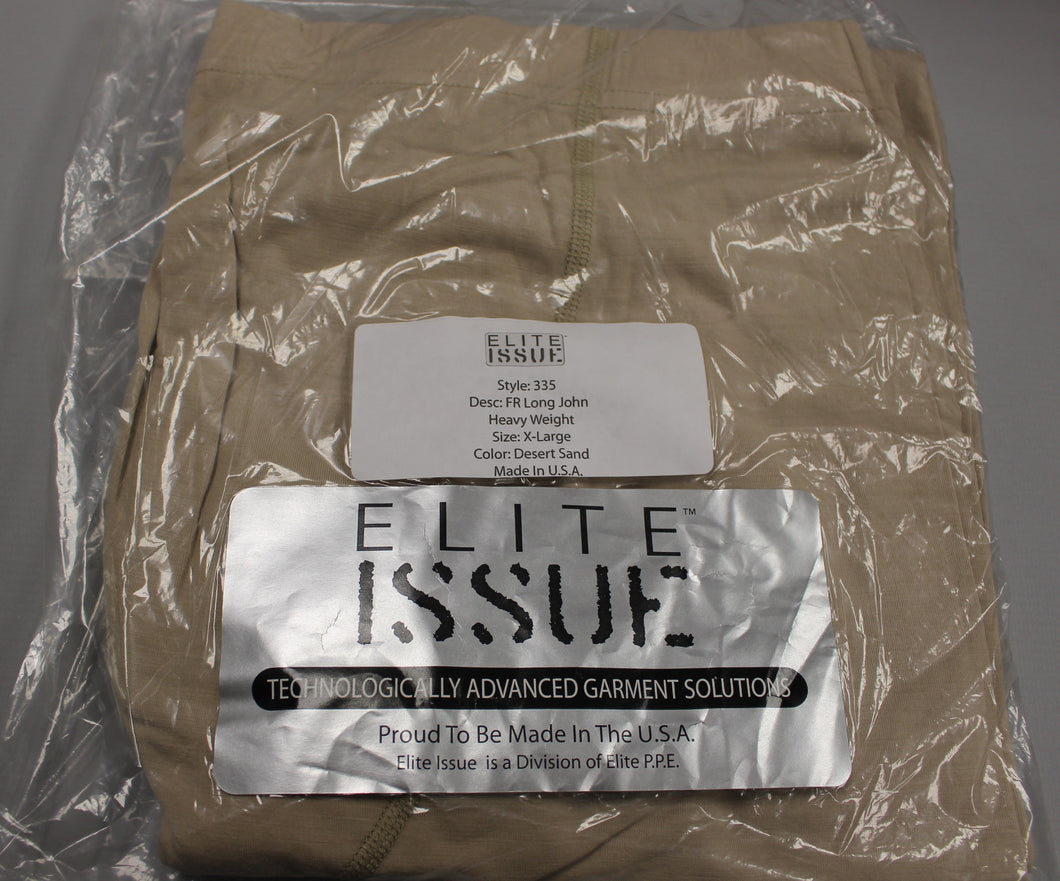 ELITE™
ISSUE
Style: 335
Desc: FR Long John
Heavy Weight
Size: X-Large
Color: Desert Sand
Made In U.S.A.
ELITE™
ISSUE
TECHNOLOGICALLY ADVANCED GARMENT SOLUTIONS
Proud To Be Made In The U.S.A.
Elite Issue is a Division of Elite P.P.E.